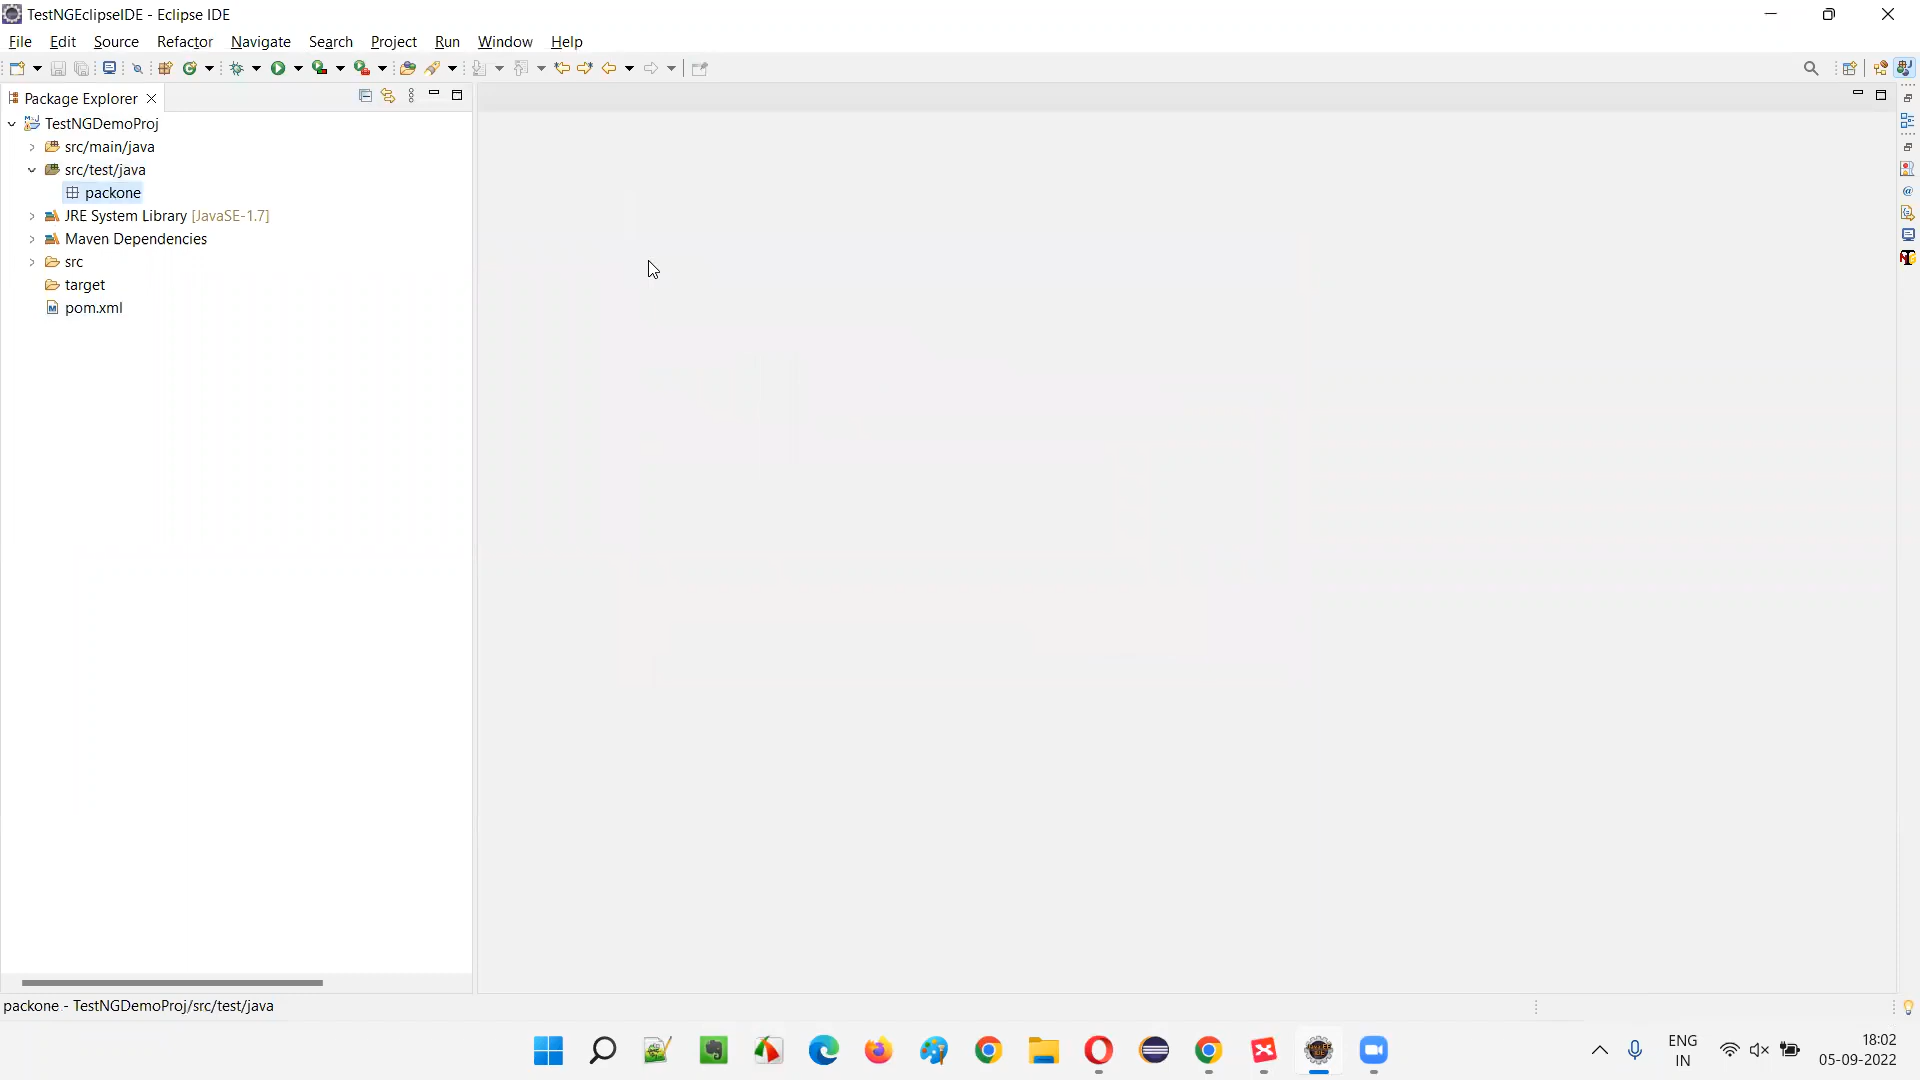 TestNGEclipseIDE - Eclipse IDE
File Edit Source Refactor Navigate Search Project Run Window Help
Package Explorer
TestNGDemoProj
src/main/java
src/test/java
packone
JRE System Library [JavaSE-1.7]
Maven Dependencies
src
target
pom.xml
packone - TestNGDemoProj/src/test/java
ENG
IN
18:02
05-09-2022